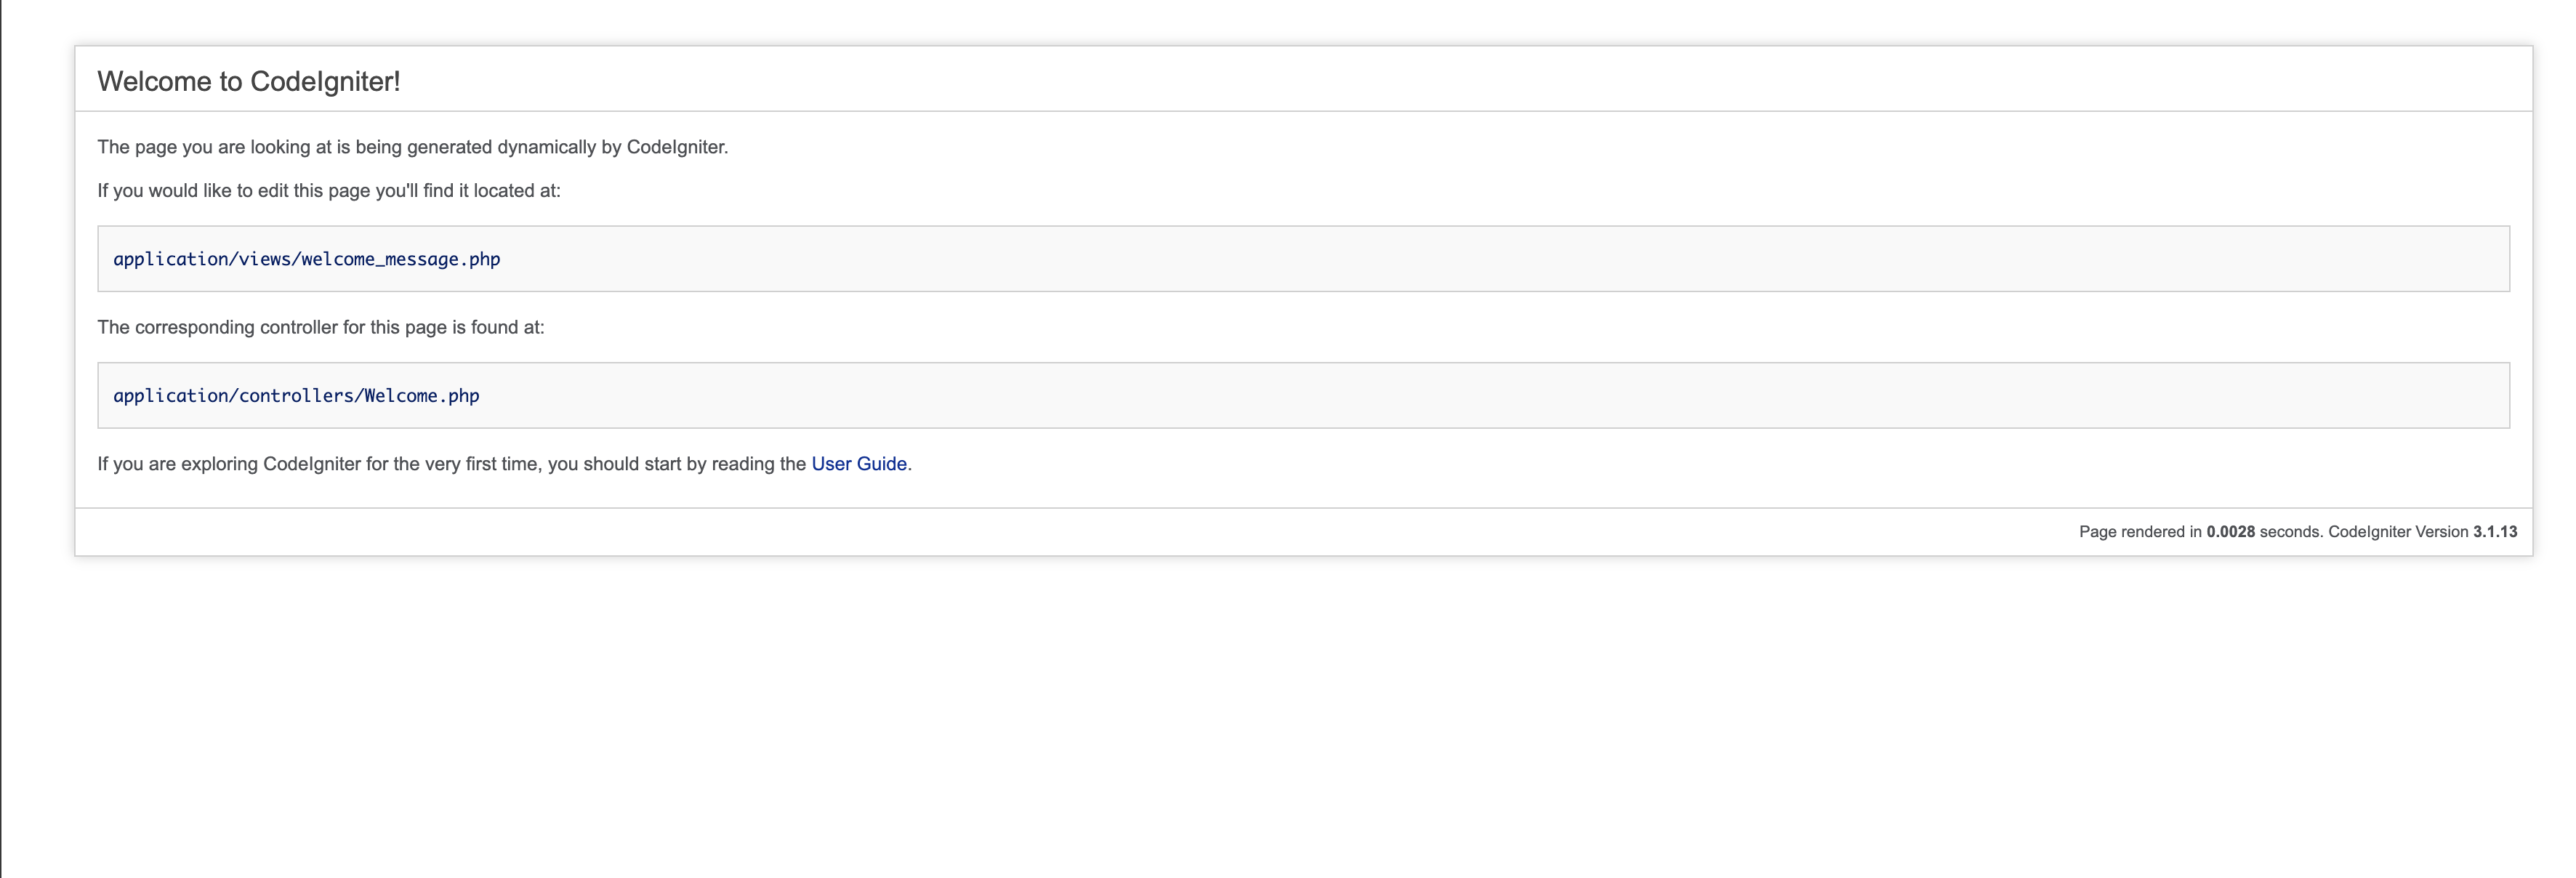 Welcome to CodeIgniter!
The page you are looking at is being generated dynamically by CodeIgniter.
If you would like to edit this page you'll find it located at:
application/views/welcome_message.php
The corresponding controller for this page is found at:
application/controllers/Welcome.php
If you are exploring CodeIgniter for the very first time, you should start by reading the User Guide.
Page rendered in 0.0028 seconds. CodeIgniter Version 3.1.13